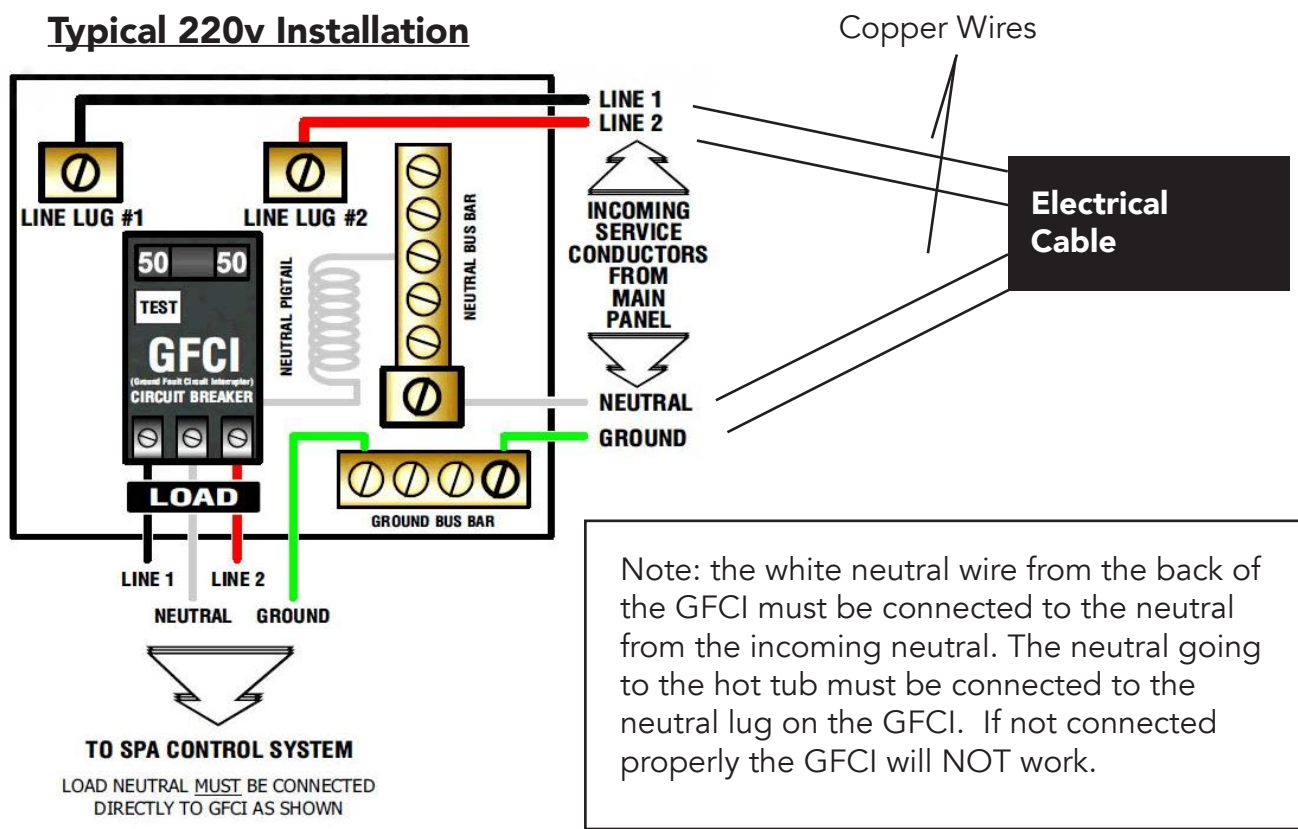 Typical 220v Installation
Copper Wires
LINE 1
LINE 2
LINE LUG #1
LINE LUG #2
NEUTRAL BUS BAR
NEUTRAL PIGTAIL
INCOMING
SERVICE
CONDUCTORS
FROM
MAIN
PANEL
Electrical
Cable
50 50
TEST
GFCI
(Ground Fault Circuit Interrupter)
CIRCUIT BREAKER
NEUTRAL
GROUND
LOAD
GROUND BUS BAR
LINE 1 LINE 2
NEUTRAL GROUND
TO SPA CONTROL SYSTEM
LOAD NEUTRAL MUST BE CONNECTED
DIRECTLY TO GFCI AS SHOWN
Note: the white neutral wire from the back of
the GFCI must be connected to the neutral
from the incoming neutral. The neutral going
to the hot tub must be connected to the
neutral lug on the GFCI.  If not connected
properly the GFCI will NOT work.